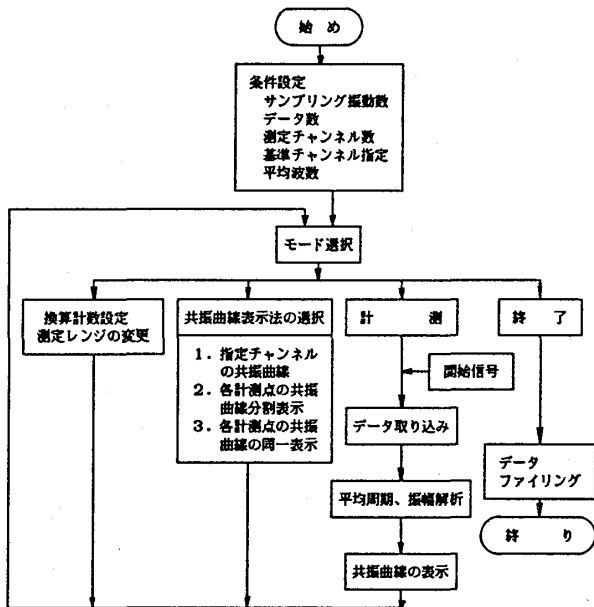 始 め
条件設定
サンプリング振動数
データ数
測定チャンネル数
基準チャンネル指定
平均波数
モード選択
換算計数設定
測定レンジの変更
共振曲線表示法の選択
1．指定チャンネル
の共振曲線
2．各計測点の共振
曲線分割表示
3．各計測点の共振
曲線の同一表示
計 測
開始信号
データ取り込み
平均周期、振幅解析
共振曲線の表示
終 了
データ
ファイリング
終 り